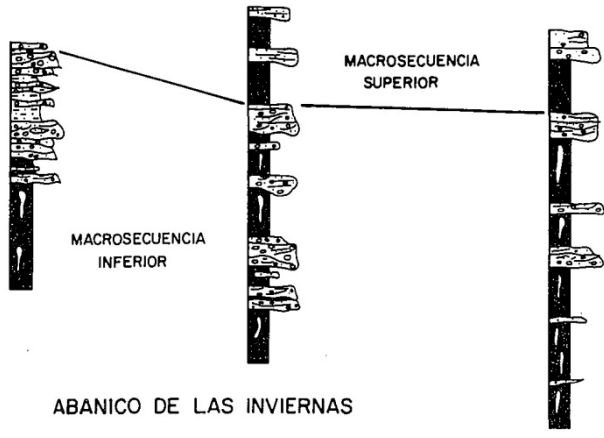 MACROSECUENCIA
SUPERIOR
MACROSECUENCIA
INFERIOR
ABANICO DE LAS INVIERNAS